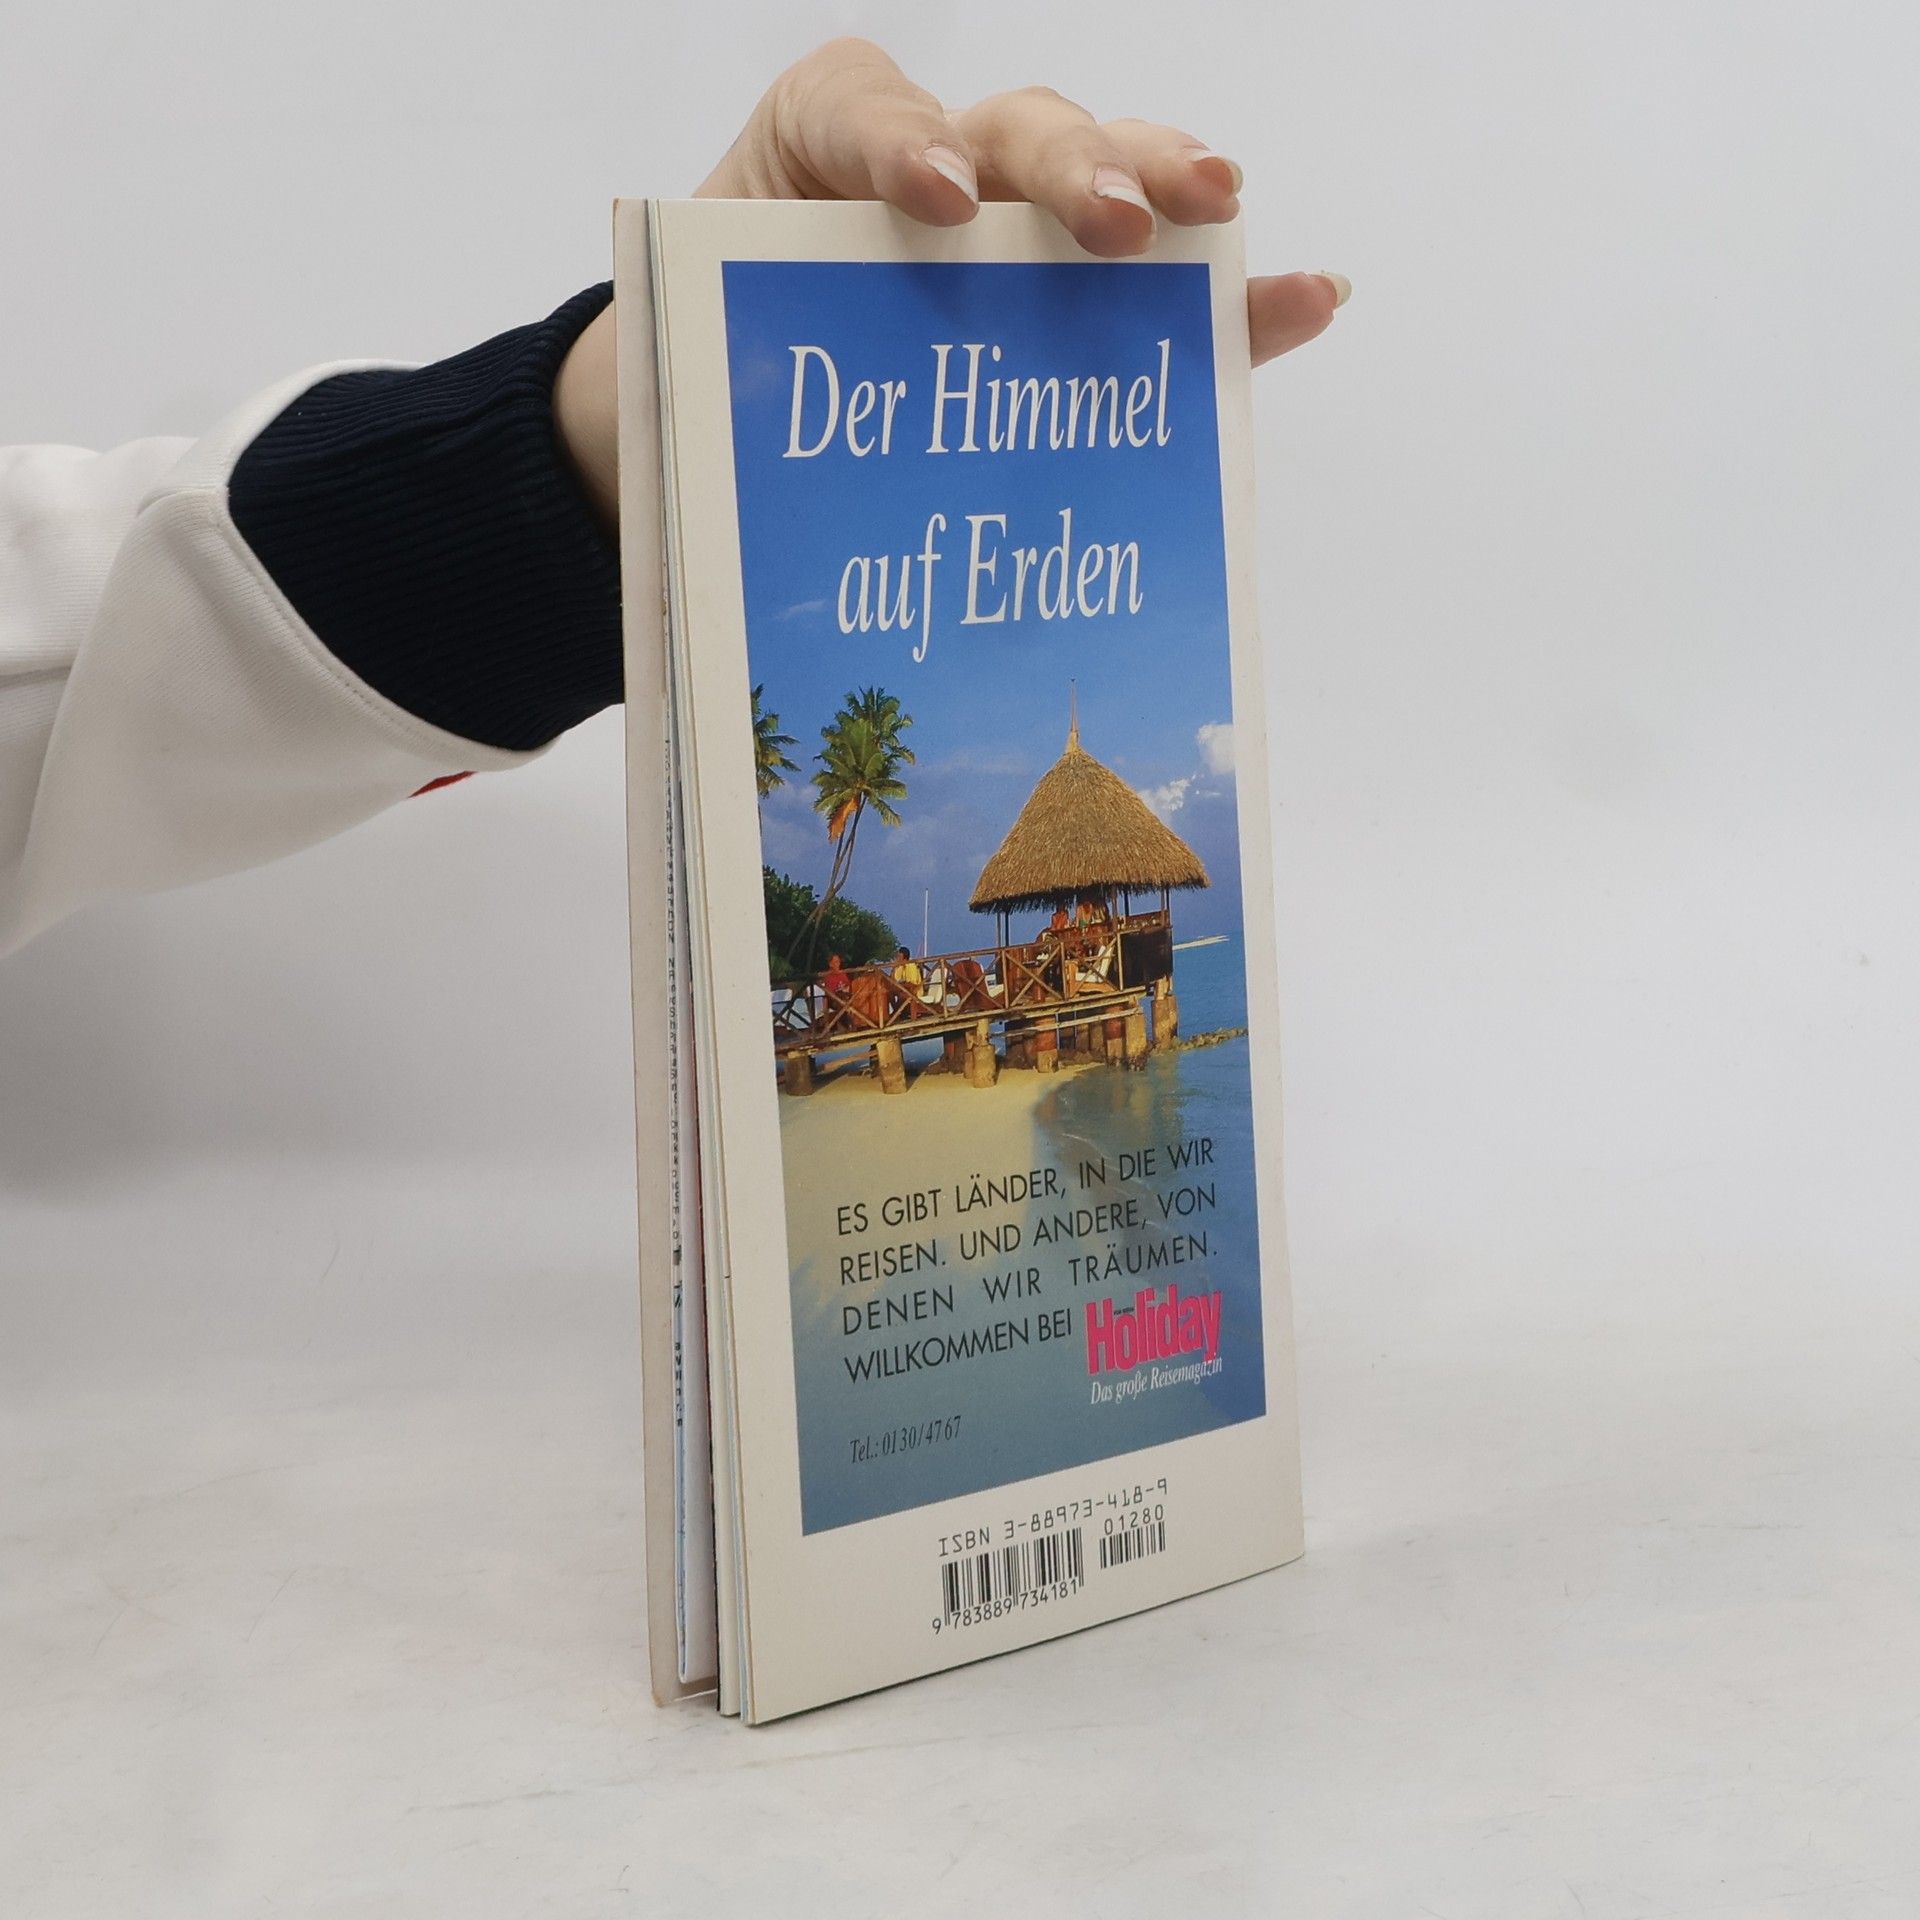 Der Himmel
auf Erden
ES GIBT LÄNDER, IN DIE WIR
REISEN. UND ANDERE, VON
DENEN WIR TRÄUMEN.
WILLKOMMEN BEI Holiday
Das große Reisemagazin
Tel.: 0130/4767
ISBN 3-88973-418-9
01280
9 783889 734181